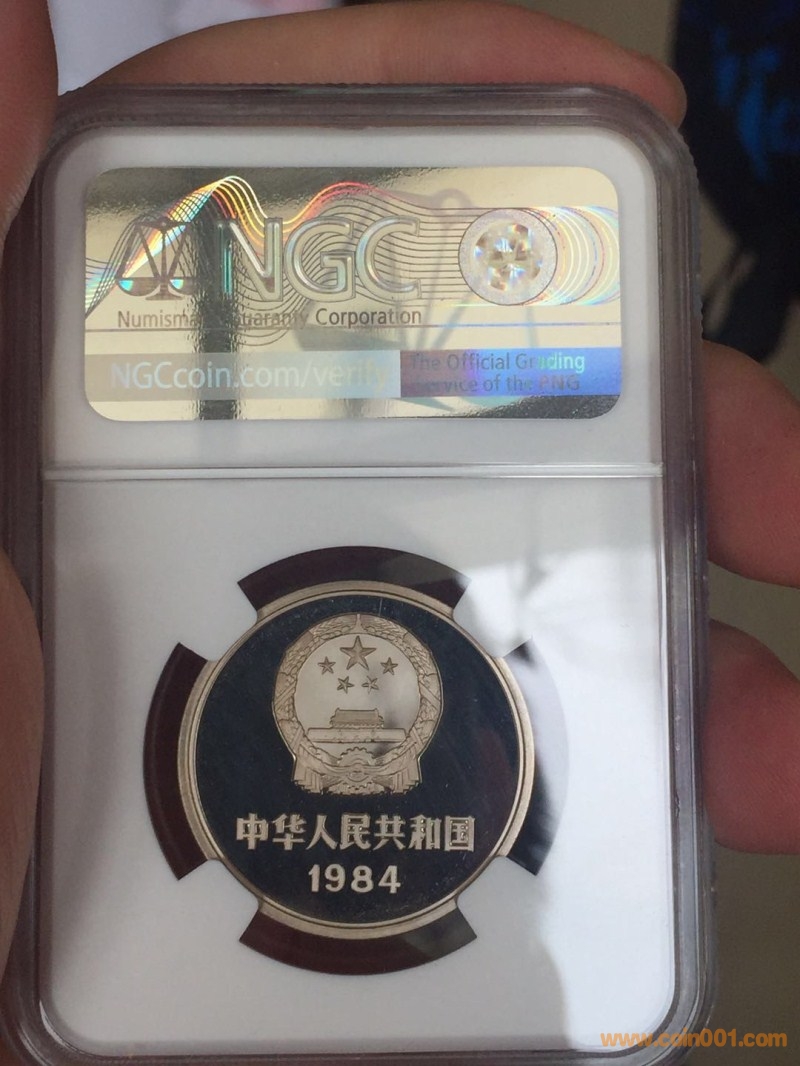 NGC
Numismatic Guaranty Corporation
NGCcoin.com/verify
The Official Grading
Service of the PNG
中华人民共和国
1984
www.coin001.com